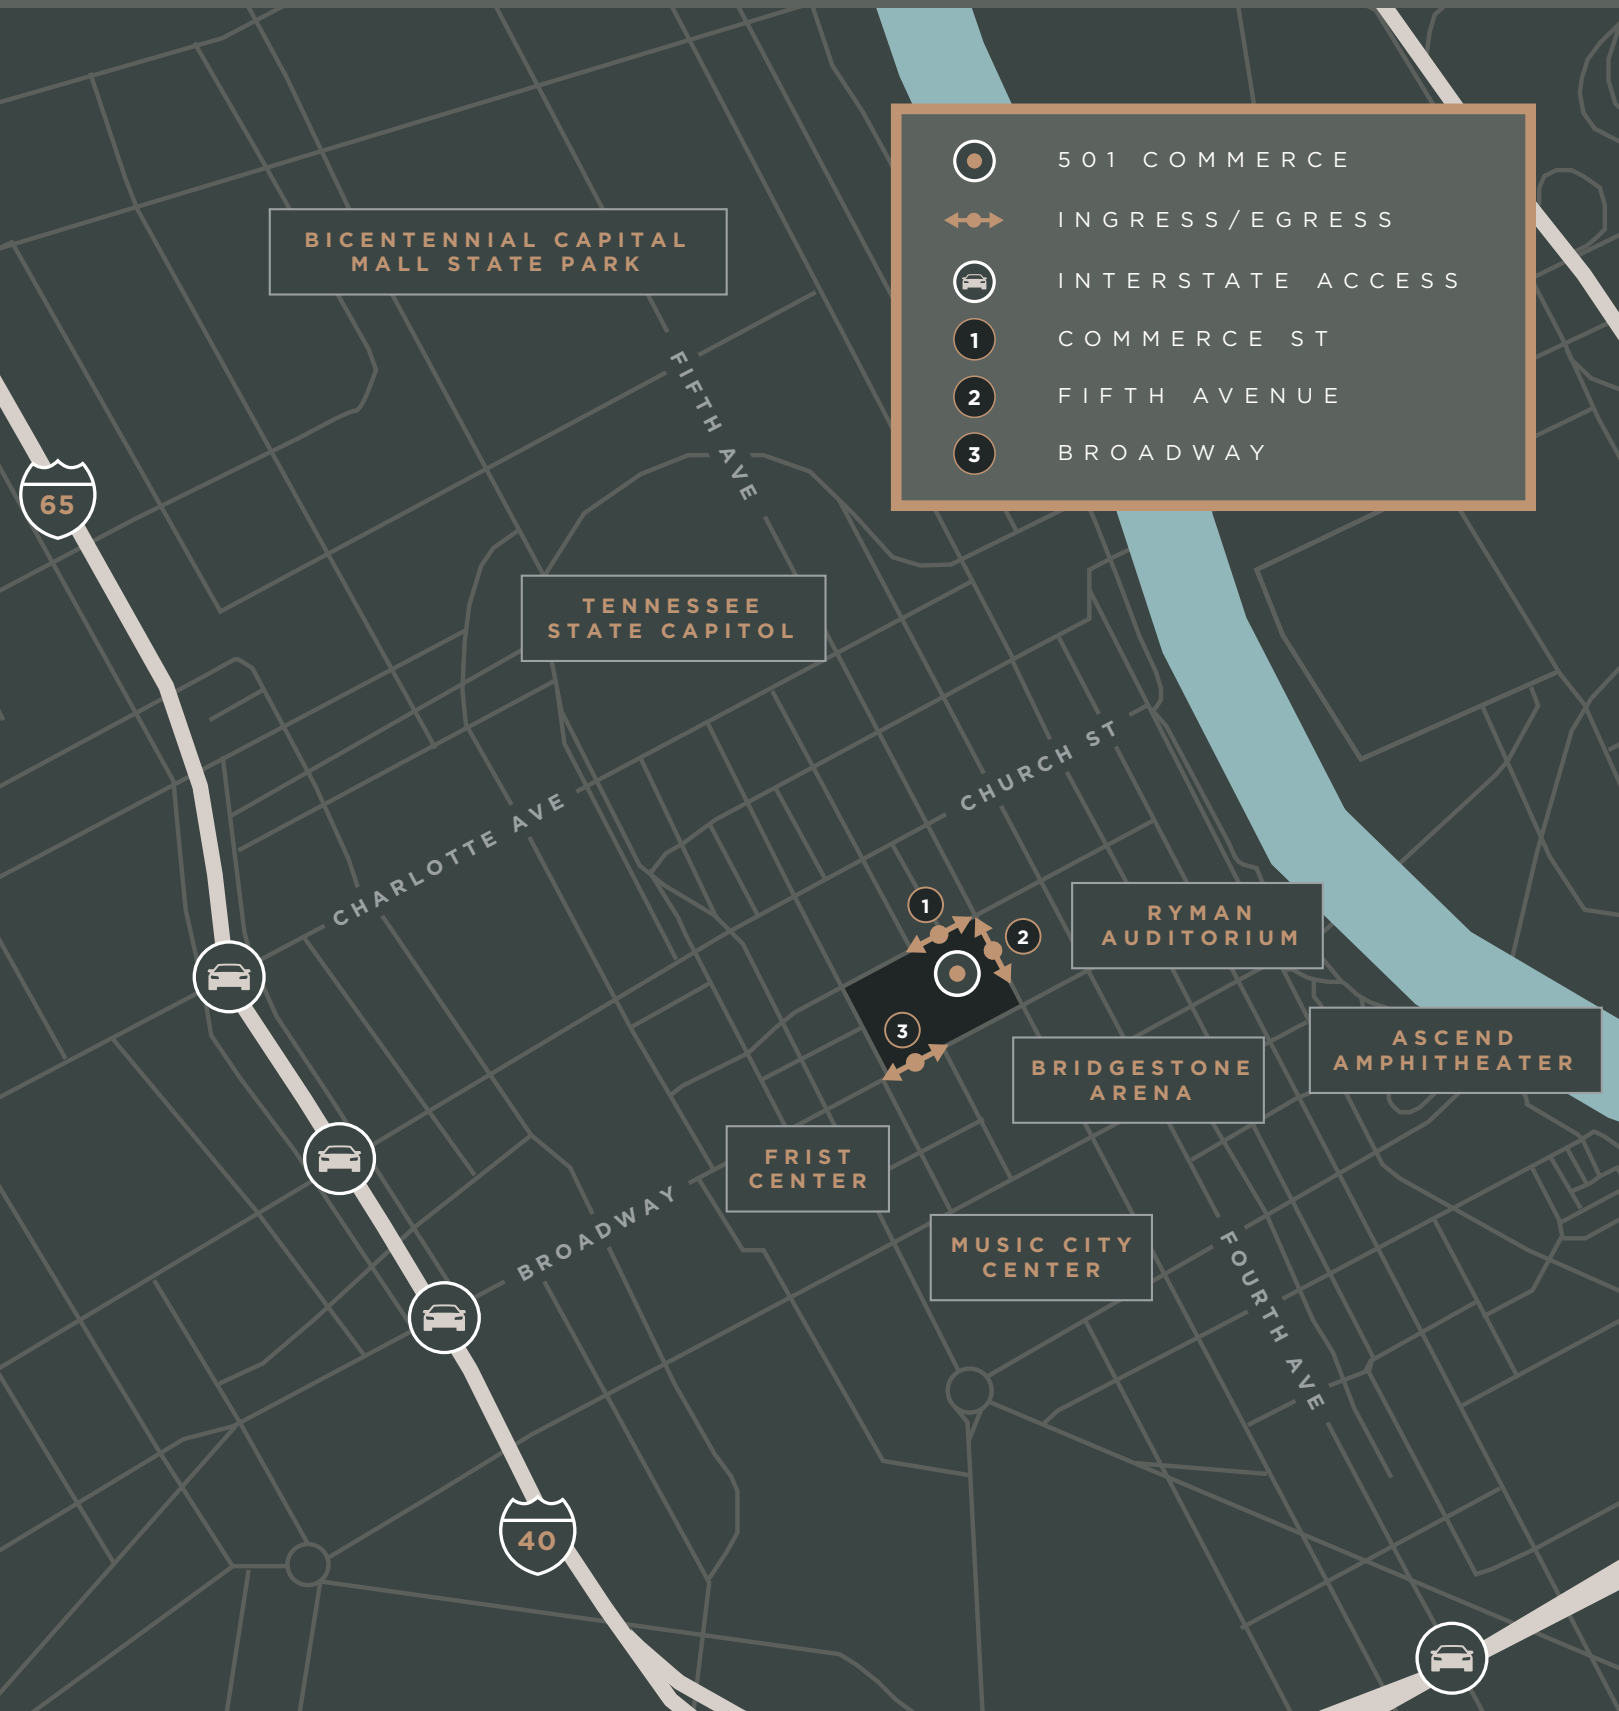 501 COMMERCE
INGRESS/EGRESS
INTERSTATE ACCESS
1 COMMERCE ST
2 FIFTH AVENUE
3 BROADWAY
BICENTENNIAL CAPITAL
MALL STATE PARK
FIFTH AVE
65
TENNESSEE
STATE CAPITOL
CHURCH ST
CHARLOTTE AVE
1
2
3
RYMAN
AUDITORIUM
ASCEND
AMPHITHEATER
BRIDGESTONE
ARENA
FRIST
CENTER
BROADWAY
MUSIC CITY
CENTER
FOURTH AVE
40